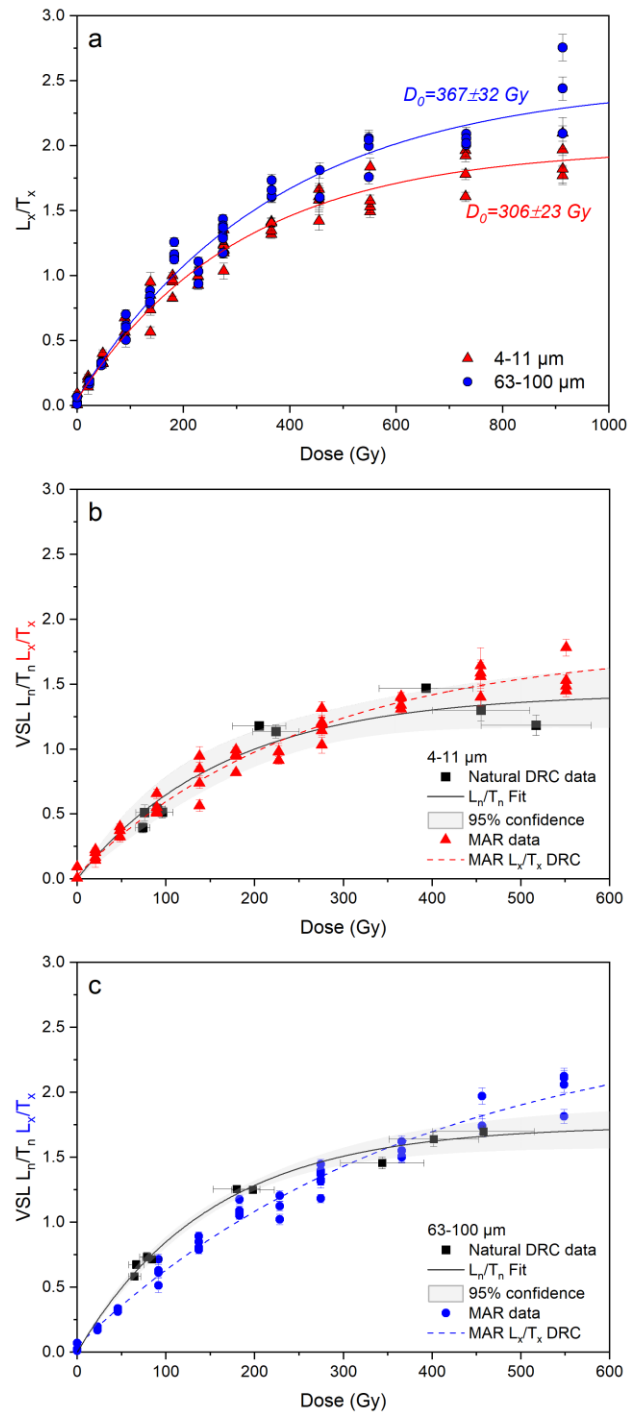 a
3.0
2.5
2.0
1.5
1.0
0.5
0.0
Lₓ/Tₓ
D₀=367±32 Gy
D₀=306±23 Gy
4-11 µm
63-100 µm
0 200 400 600 800 1000
Dose (Gy)
b
3.0
2.5
2.0
1.5
1.0
0.5
0.0
VSL Lₙ/Tₙ Lₓ/Tₓ
4-11 µm
Natural DRC data
Lₙ/Tₙ Fit
95% confidence
MAR data
MAR Lₓ/Tₓ DRC
0 100 200 300 400 500 600
Dose (Gy)
c
3.0
2.5
2.0
1.5
1.0
0.5
0.0
VSL Lₙ/Tₙ Lₓ/Tₓ
63-100 µm
Natural DRC data
Lₙ/Tₙ Fit
95% confidence
MAR data
MAR Lₓ/Tₓ DRC
0 100 200 300 400 500 600
Dose (Gy)